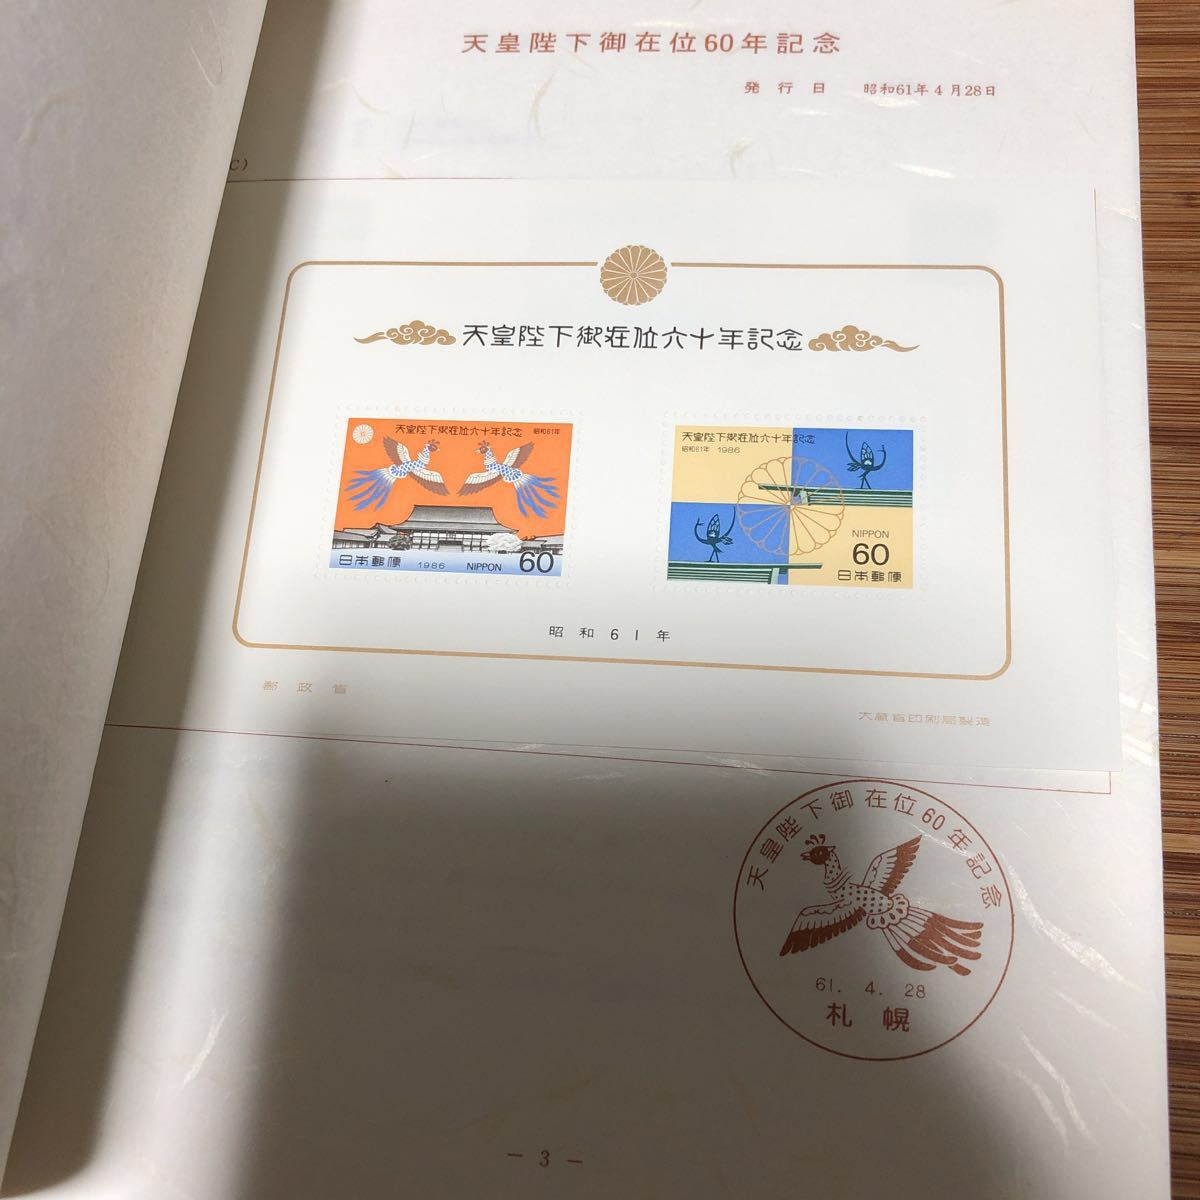 天皇陛下御在位60年記念
発行日 昭和61年4月28日
C)
天皇陛下御在位六十年記念
天皇陛下御在位六十年記念 昭和61年
日本郵便 1986 NIPPON 60
天皇陛下御在位六十年記念
昭和61年 1986
NIPPON
60
日本郵便
昭和61年
郵政省
大蔵省印刷局製造
天皇陛下御在位60年記念
61. 4. 28
札幌
- 3 -